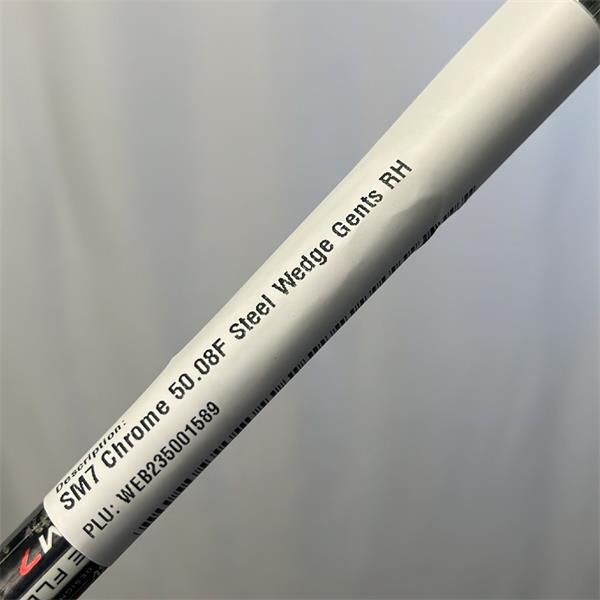 Description:
SM7 Chrome 50.08F Steel Wedge Gents RH
PLU: WEB235001589